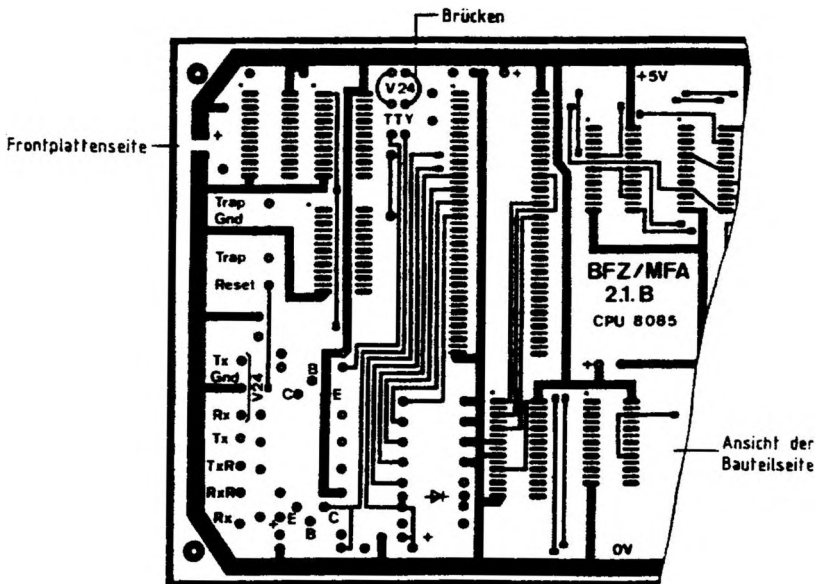 Brücken
V24
+5V
TTY
Frontplattenseite
+
+
Trap
Gnd
Trap
BFZ/MFA
Reset
2.1.B
CPU 8085
+
Tx
Gnd
V24
B
C
E
Rx
Tx
Ansicht der
Bauteilseite
TxR
RxR
E
C
Rx
+
B
+
0V